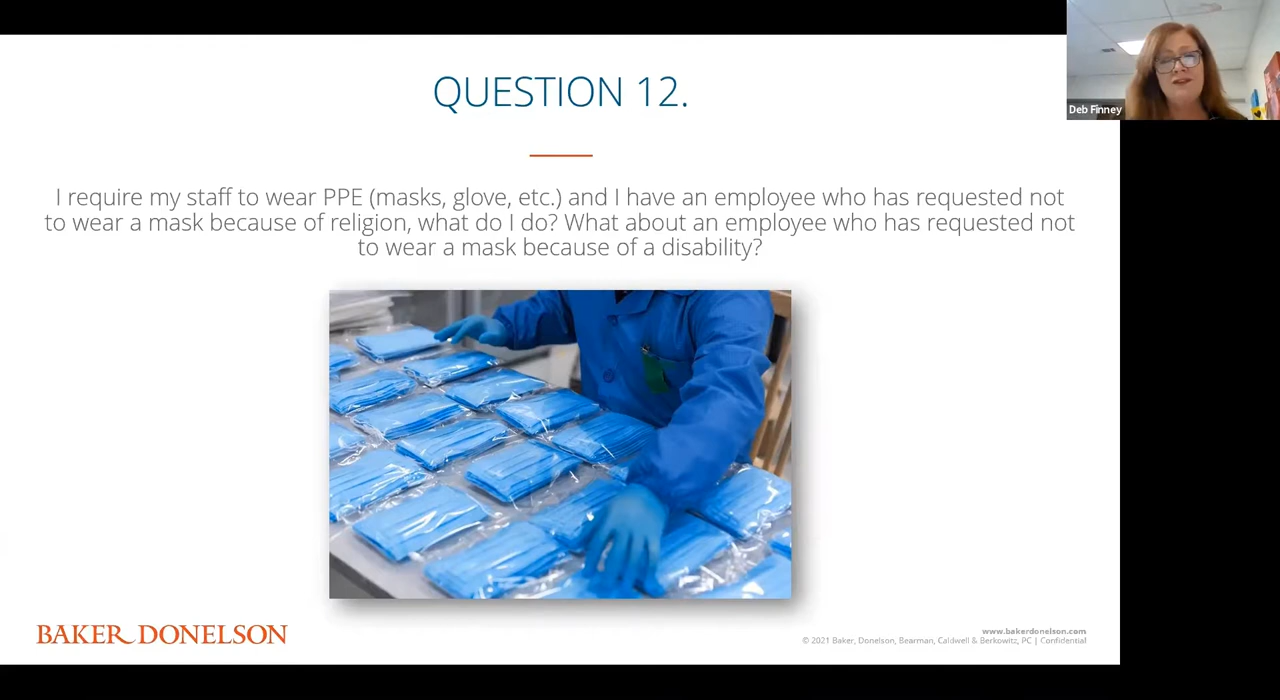 QUESTION 12.
Deb Finney
I require my staff to wear PPE (masks, glove, etc.) and I have an employee who has requested not
to wear a mask because of religion, what do I do? What about an employee who has requested not
to wear a mask because of a disability?
BAKER DONELSON
www.bakerdonelson.com
© 2021 Baker, Donelson, Bearman, Caldwell & Berkowitz, PC | Confidential